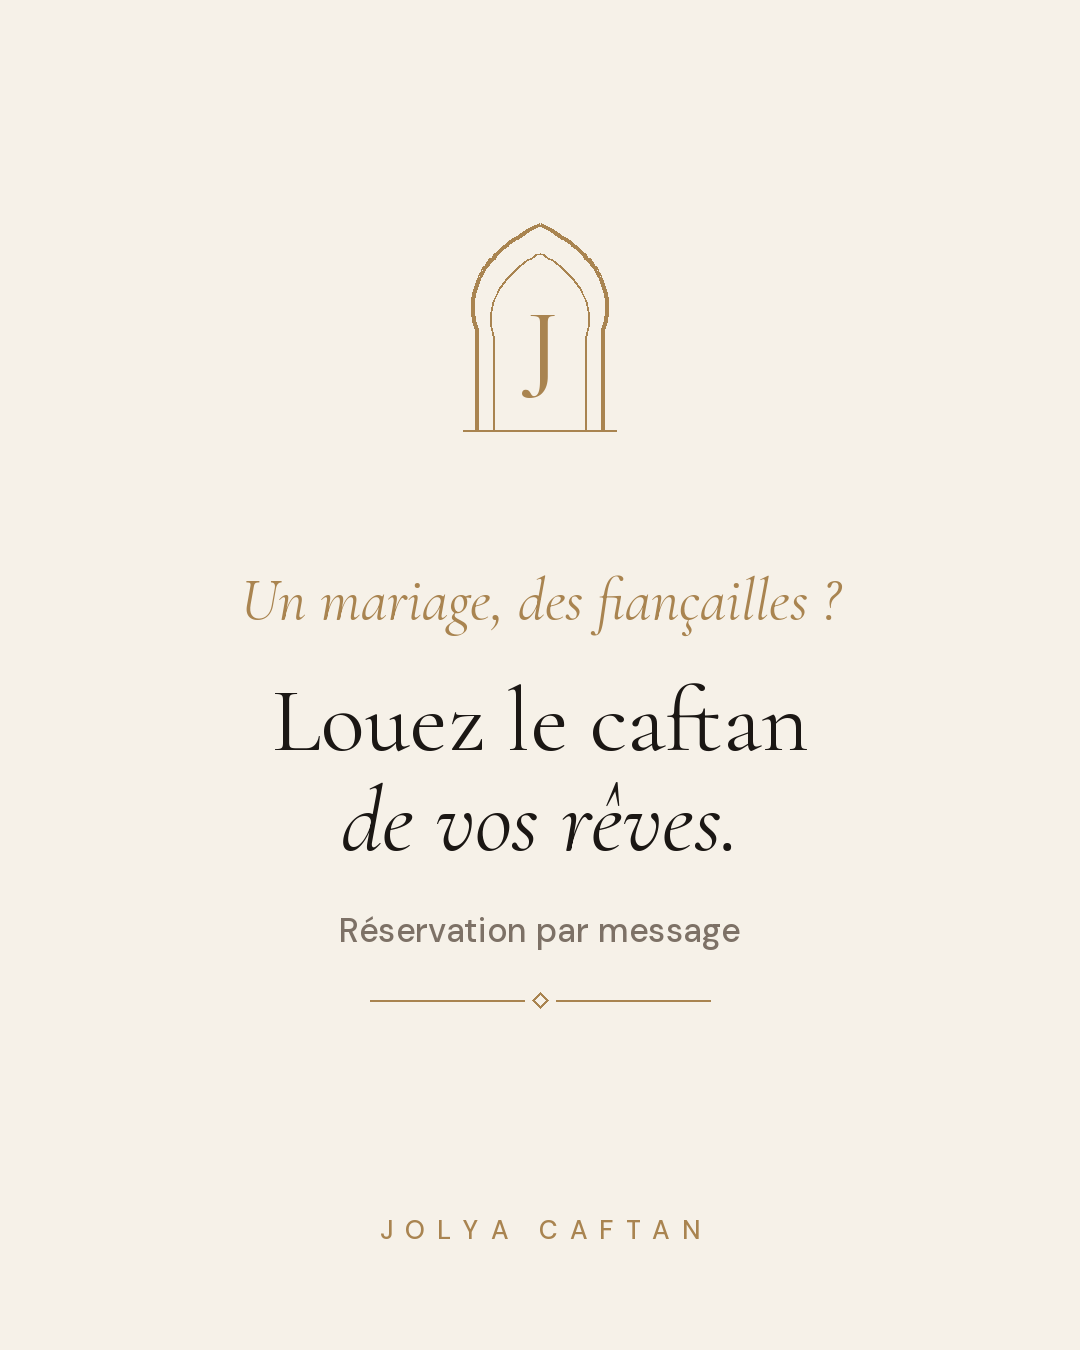 J
Un mariage, des fiançailles ?
Louez le caftan
de vos rêves.
Réservation par message
JOLYA CAFTAN